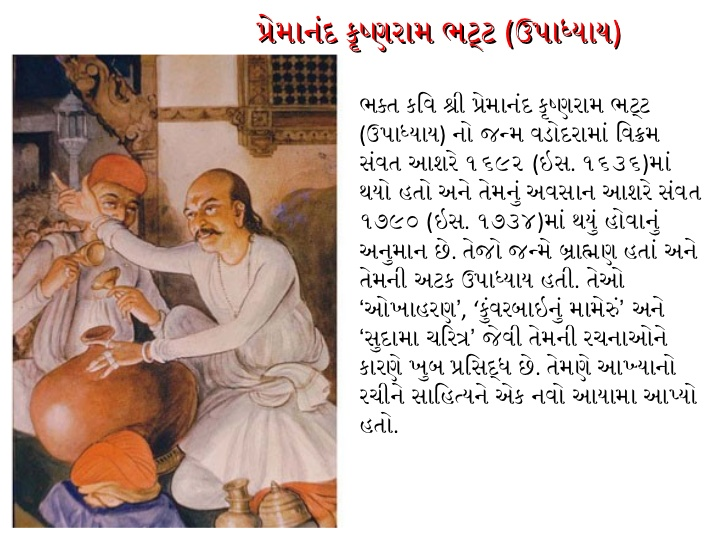 પ્રેમાનંદ કૃષ્ણરામ ભટ્ટ (ઉપાધ્યાય)
ભક્ત કવિ શ્રી પ્રેમાનંદ કૃષ્ણરામ ભટ્ટ
(ઉપાધ્યાય) નો જન્મ વડોદરામાં વિક્રમ
સંવત આશરે ૧૬૯૨ (ઇસ. ૧૬૩૬)માં
થયો હતો અને તેમનું અવસાન આશરે સંવત
૧૭૯૦ (ઇસ. ૧૭૩૪)માં થયું હોવાનું
અનુમાન છે. તેજો જન્મે બ્રાહ્મણ હતાં અને
તેમની અટક ઉપાધ્યાય હતી. તેઓ
‘ઓખાહરણ’, ‘કુંવરબાઇનું મામેરું’ અને
‘સુદામા ચરિત્ર’ જેવી તેમની રચનાઓને
કારણે ખુબ પ્રસિદ્ધ છે. તેમણે આખ્યાનો
રચીને સાહિત્યને એક નવો આયામા આપ્યો
હતો.